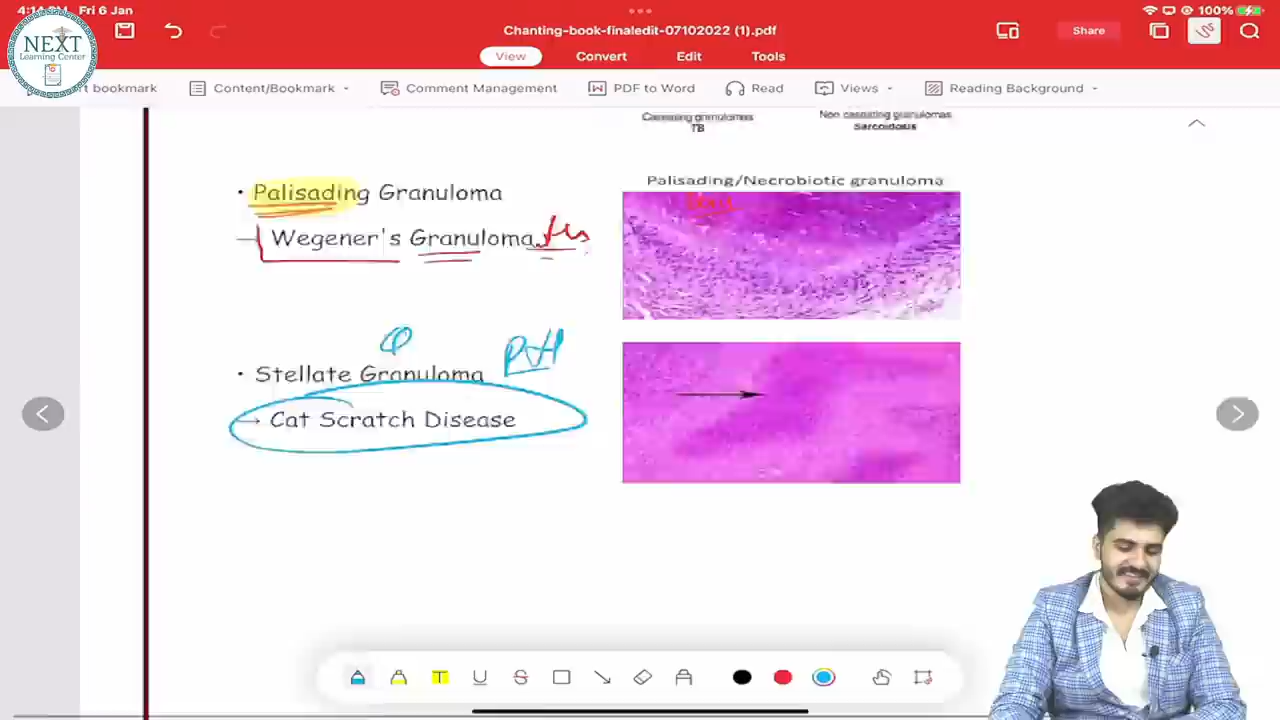 4:14 PM Fri 6 Jan
100%
NEXT
Learning Center
Chanting-book-finaledit-07102022 (1).pdf
Share
View
Convert
Edit
Tools
bookmark
Content/Bookmark
Comment Management
PDF to Word
Read
Views
Reading Background
Caseating granulomas
TB
Non caseating granulomas
Sarcoidosis
• Palisading Granuloma
Wegener's Granuloma
Palisading/Necrobiotic granuloma
• Stellate Granuloma
→ Cat Scratch Disease
T
U
S
A